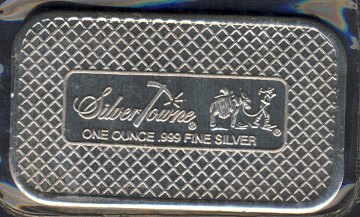 SilverTowne®
ONE OUNCE .999 FINE SILVER ®